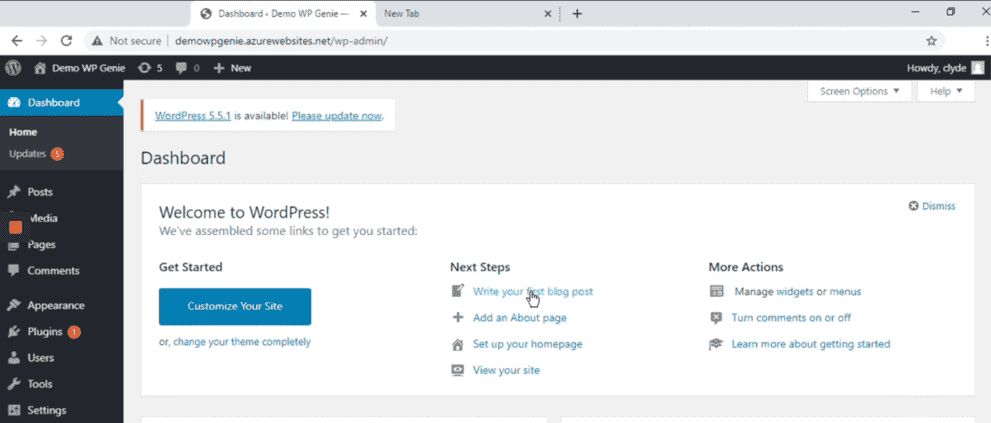 Dashboard ‹ Demo WP Genie —
New Tab
Not secure
demowpgenie.azurewebsites.net/wp-admin/
Demo WP Genie
5
0
New
Howdy, clyde
Screen Options
Help
Dashboard
Home
Updates 5
Posts
Media
Pages
Comments
Appearance
Plugins 1
Users
Tools
Settings
WordPress 5.5.1 is available! Please update now.
Dashboard
Welcome to WordPress!
We've assembled some links to get you started:
Dismiss
Get Started
Customize Your Site
or, change your theme completely
Next Steps
Write your first blog post
Add an About page
Set up your homepage
View your site
More Actions
Manage widgets or menus
Turn comments on or off
Learn more about getting started